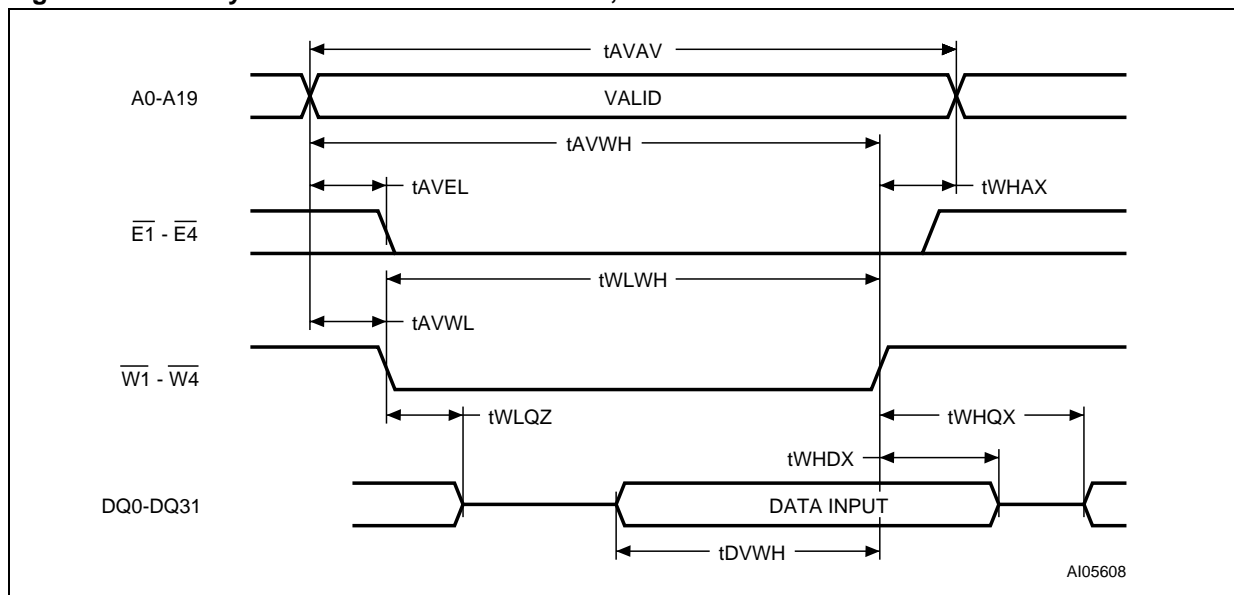 tAVAV
A0-A19
VALID
tAVWH
tAVEL
tWHAX
E1 - E4
tWLWH
tAVWL
W1 - W4
tWLQZ
tWHQX
tWHDX
DQ0-DQ31
DATA INPUT
tDVWH
AI05608